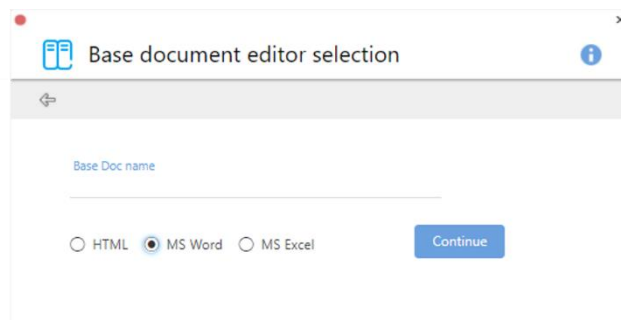 Base document editor selection
Base Doc name
HTML MS Word MS Excel Continue